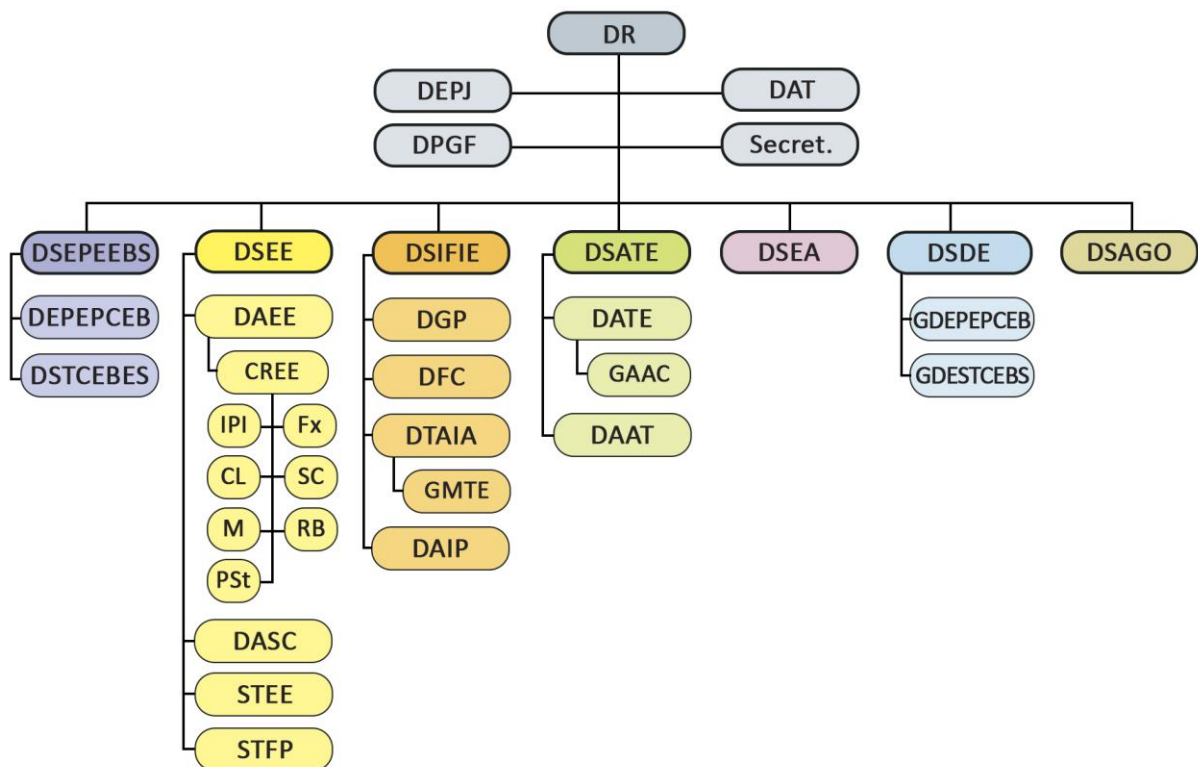 DR
DEPJ
DAT
DPGF
Secret.
DSEPEEBS
DSEE
DSIFIE
DSATE
DSEA
DSDE
DSAGO
DEPEPCEB
DSTCEBES
DAEE
CREE
IPI
Fx
CL
SC
M
RB
PSt
DASC
STEE
STFP
DGP
DFC
DTAIA
GMTE
DAIP
DATE
GAAC
DAAT
GDEPEPCEB
GDESTCEBS